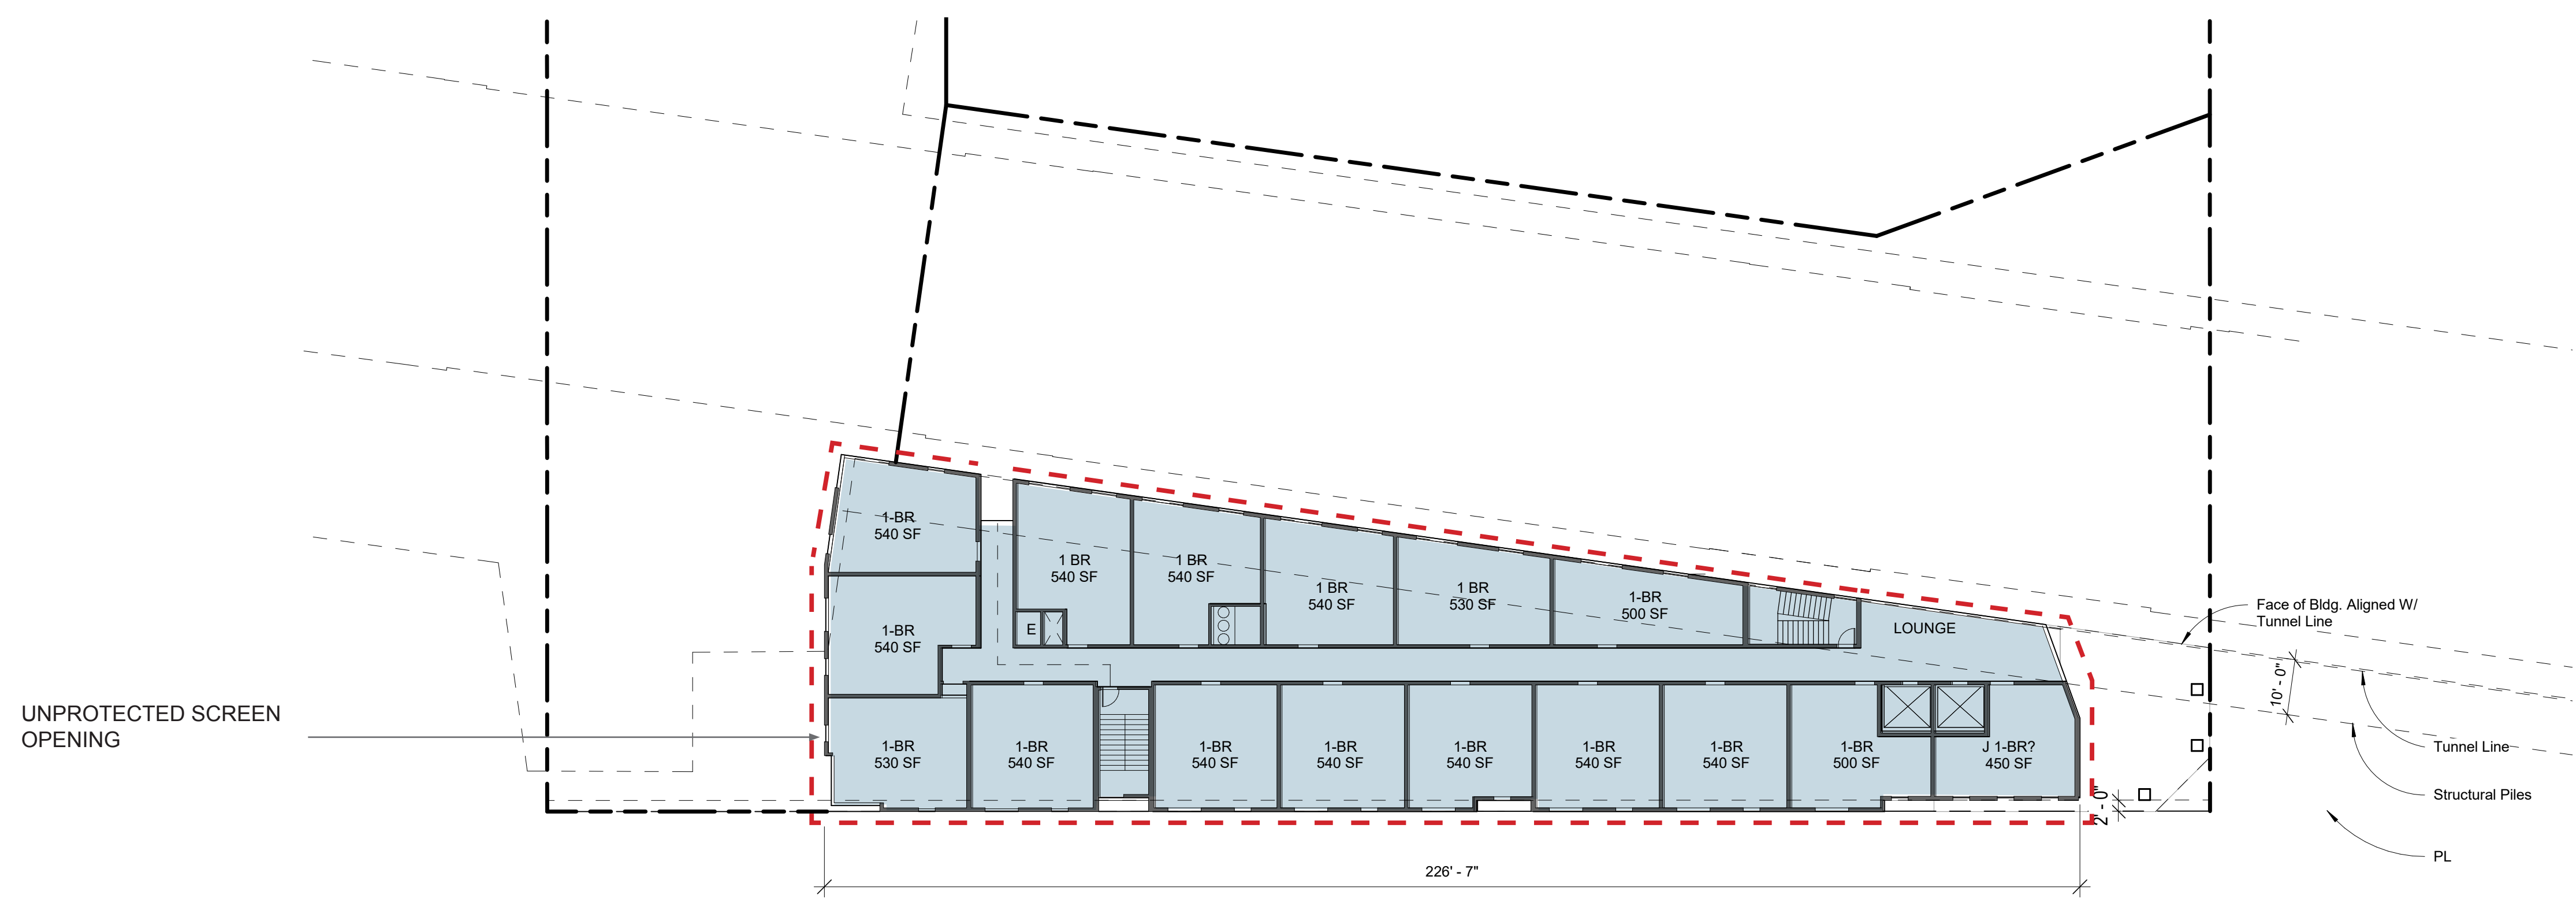 1-BR
540 SF
1 BR
540 SF
1 BR
540 SF
1 BR
540 SF
1 BR
530 SF
1-BR
500 SF
LOUNGE
E
1-BR
540 SF
UNPROTECTED SCREEN
OPENING
1-BR
530 SF
1-BR
540 SF
1-BR
540 SF
1-BR
540 SF
1-BR
540 SF
1-BR
540 SF
1-BR
540 SF
1-BR
500 SF
J 1-BR?
450 SF
Face of Bldg. Aligned W/
Tunnel Line
10' - 0"
Tunnel Line
Structural Piles
2' - 0"
PL
226' - 7"